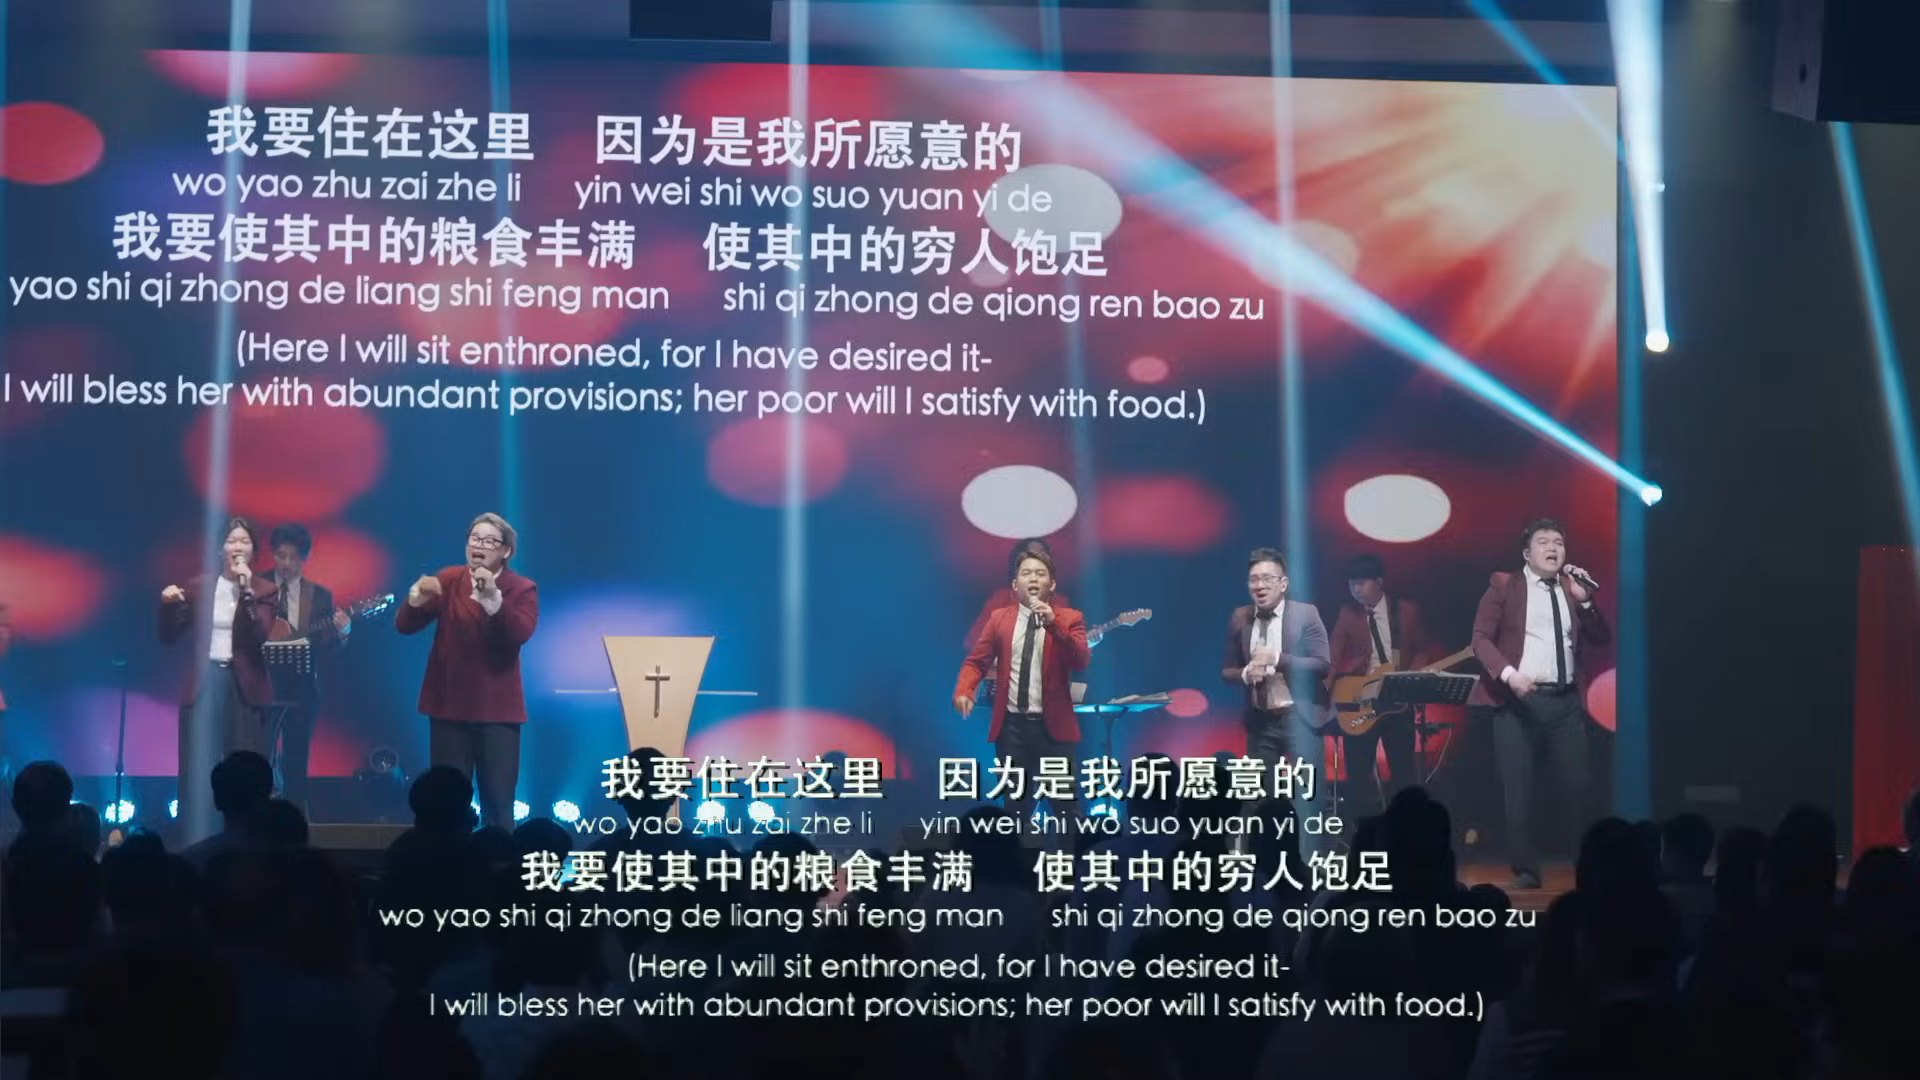 我要住在这里 因为是我所愿意的
wo yao zhu zai zhe li yin wei shi wo suo yuan yi de
我要使其中的粮食丰满 使其中的穷人饱足
yao shi qi zhong de liang shi feng man shi qi zhong de qiong ren bao zu
(Here I will sit enthroned, for I have desired it-
I will bless her with abundant provisions; her poor will I satisfy with food.)
我要住在这里 因为是我所愿意的
wo yao zhu zai zhe li yin wei shi wo suo yuan yi de
我要使其中的粮食丰满 使其中的穷人饱足
wo yao shi qi zhong de liang shi feng man shi qi zhong de qiong ren bao zu
(Here I will sit enthroned, for I have desired it-
I will bless her with abundant provisions; her poor will I satisfy with food.)